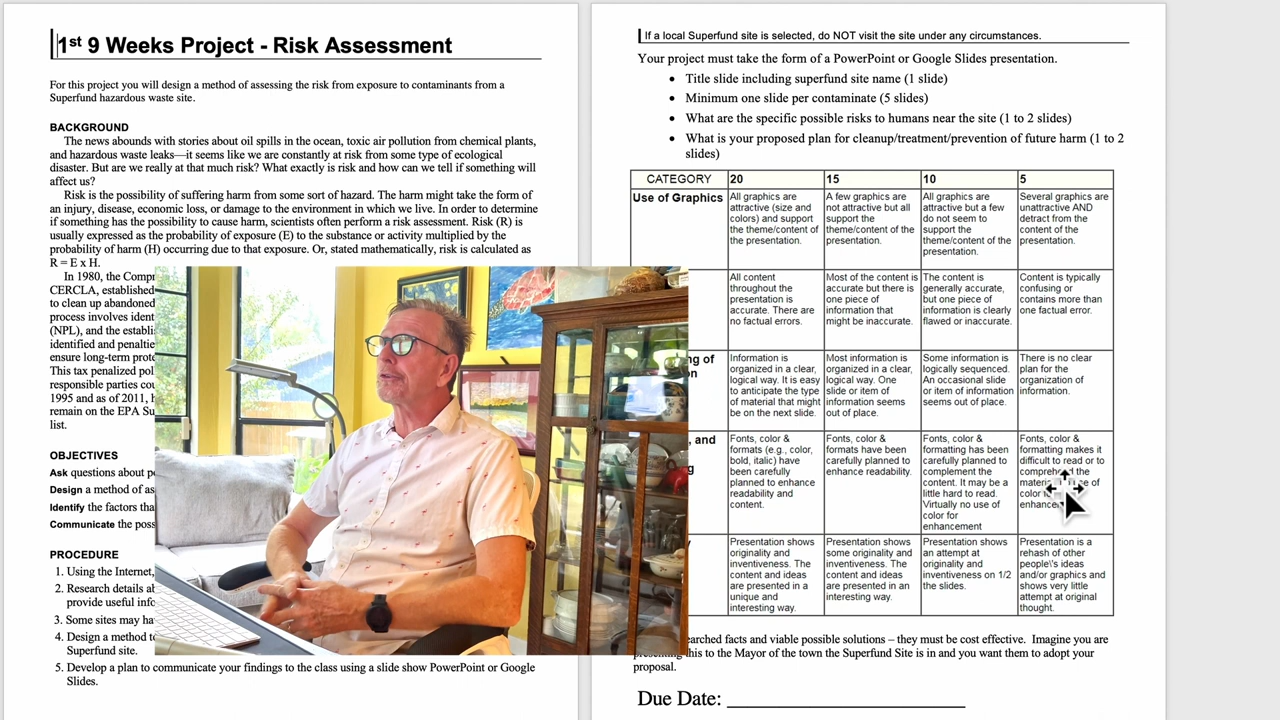 1st 9 Weeks Project - Risk Assessment
For this project you will design a method of assessing the risk from exposure to contaminants from a
Superfund hazardous waste site.
BACKGROUND
The news abounds with stories about oil spills in the ocean, toxic air pollution from chemical plants,
and hazardous waste leaks—it seems like we are constantly at risk from some type of ecological
disaster. But are we really at that much risk? What exactly is risk and how can we tell if something will
affect us?
Risk is the possibility of suffering harm from some sort of hazard. The harm might take the form of
an injury, disease, economic loss, or damage to the environment in which we live. In order to determine
if something has the possibility to cause harm, scientists often perform a risk assessment. Risk (R) is
usually expressed as the probability of exposure (E) to the substance or activity multiplied by the
probability of harm (H) occurring due to that exposure. Or, stated mathematically, risk is calculated as
R = E x H.
In 1980, the
CERCLA, established
to clean up abandoned
process involves
(NPL), and the
identified and
ensure long-term
This tax penalized
responsible parties
1995 and as of 2011,
remain on the EPA
list.
OBJECTIVES
Ask questions about
Design a method of
Identify the factors
Communicate the
PROCEDURE
1. Using the Internet,
2. Research details
provide useful
3. Some sites may
4. Design a method
Superfund site.
5. Develop a plan to communicate your findings to the class using a slide show PowerPoint or Google
Slides.
If a local Superfund site is selected, do NOT visit the site under any circumstances.
Your project must take the form of a PowerPoint or Google Slides presentation.
• Title slide including superfund site name (1 slide)
• Minimum one slide per contaminate (5 slides)
• What are the specific possible risks to humans near the site (1 to 2 slides)
• What is your proposed plan for cleanup/treatment/prevention of future harm (1 to 2
slides)
CATEGORY 20 15 10 5
Use of Graphics
All graphics are
attractive (size and
colors) and support
the theme/content of
the presentation.
A few graphics are
not attractive but all
support the
theme/content of the
presentation.
All graphics are
attractive but a few
do not seem to
support the
theme/content of the
presentation.
Several graphics are
unattractive AND
detract from the
content of the
presentation.
All content
throughout the
presentation is
accurate. There are
no factual errors.
Most of the content is
accurate but there is
one piece of
information that
might be inaccurate.
The content is
generally accurate,
but one piece of
information is clearly
flawed or inaccurate.
Content is typically
confusing or
contains more than
one factual error.
of
Information is
organized in a clear,
logical way. It is easy
to anticipate the type
of material that might
be on the next slide.
Most information is
organized in a clear,
logical way. One
slide or item of
information seems
out of place.
Some information is
logically sequenced.
An occasional slide
or item of information
seems out of place.
There is no clear
plan for the
organization of
information.
, and
Fonts, color &
formats (e.g., color,
bold, italic) have
been carefully
planned to enhance
readability and
content.
Fonts, color &
formats have been
carefully planned to
enhance readability.
Fonts, color &
formatting has been
carefully planned to
complement the
content. It may be a
little hard to read.
Virtually no use of
color for
enhancement
Fonts, color &
formatting makes it
difficult to read or to
the
of
color
Presentation shows
originality and
inventiveness. The
content and ideas
are presented in a
unique and
interesting way.
Presentation shows
some originality and
inventiveness. The
content and ideas
are presented in an
interesting way.
Presentation shows
an attempt at
originality and
inventiveness on 1/2
the slides.
Presentation is a
rehash of other
people\'s ideas
and/or graphics and
shows very little
attempt at original
thought.
facts and viable possible solutions – they must be cost effective. Imagine you are
this to the Mayor of the town the Superfund Site is in and you want them to adopt your
proposal.
Due Date: